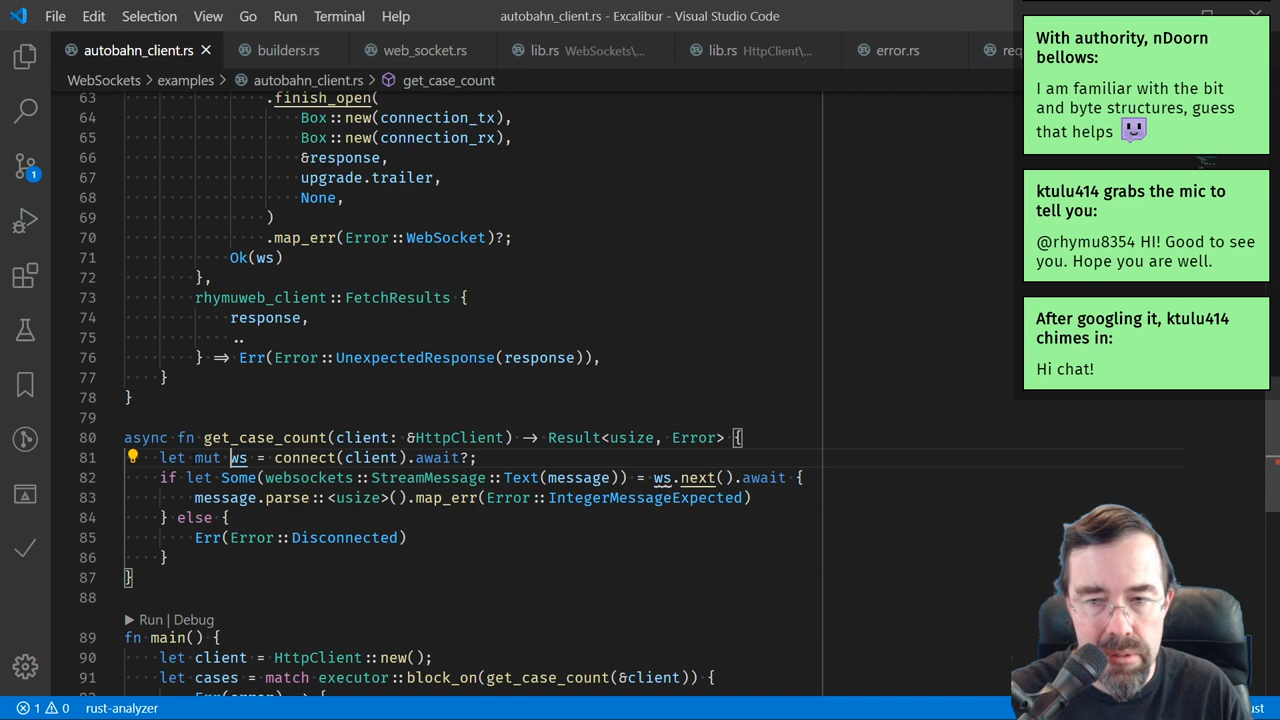 File Edit Selection View Go Run Terminal Help autobahn_client.rs - Excalibur - Visual Studio Code
autobahn_client.rs × builders.rs web_socket.rs lib.rs WebSockets\... lib.rs HttpClient\... error.rs req
WebSockets > examples > autobahn_client.rs > get_case_count
63 .finish_open(
64 Box::new(connection_tx),
65 Box::new(connection_rx),
66 &response,
67 upgrade.trailer,
68 None,
69 )
70 .map_err(Error::WebSocket)?;
71 Ok(ws)
72 },
73 rhymuweb_client::FetchResults {
74 response,
75 ..
76 } => Err(Error::UnexpectedResponse(response)),
77 }
78 }
79
80 async fn get_case_count(client: &HttpClient) -> Result<usize, Error> {
81 let mut ws = connect(client).await?;
82 if let Some(websockets::StreamMessage::Text(message)) = ws.next().await {
83 message.parse::<usize>().map_err(Error::IntegerMessageExpected)
84 } else {
85 Err(Error::Disconnected)
86 }
87 }
88
▶ Run | Debug
89 fn main() {
90 let client = HttpClient::new();
91 let cases = match executor::block_on(get_case_count(&client)) {
1
1 0 rust-analyzer
With authority, nDoorn
bellows:
I am familiar with the bit
and byte structures, guess
that helps
ktulu414 grabs the mic to
tell you:
@rhymu8354 HI! Good to see
you. Hope you are well.
After googling it, ktulu414
chimes in:
Hi chat!